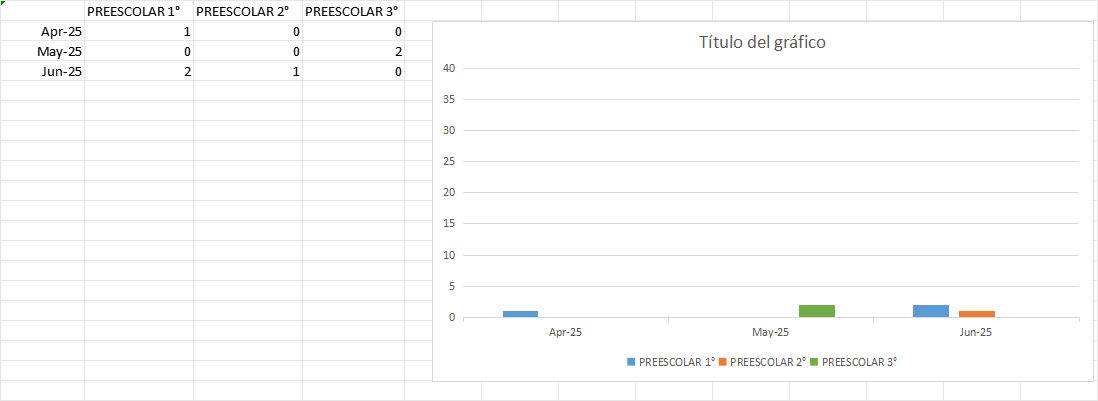 PREESCOLAR 1° PREESCOLAR 2° PREESCOLAR 3°
Apr-25 1 0 0
May-25 0 0 2
Jun-25 2 1 0
Título del gráfico
40
35
30
25
20
15
10
5
0
Apr-25 May-25 Jun-25
PREESCOLAR 1° PREESCOLAR 2° PREESCOLAR 3°